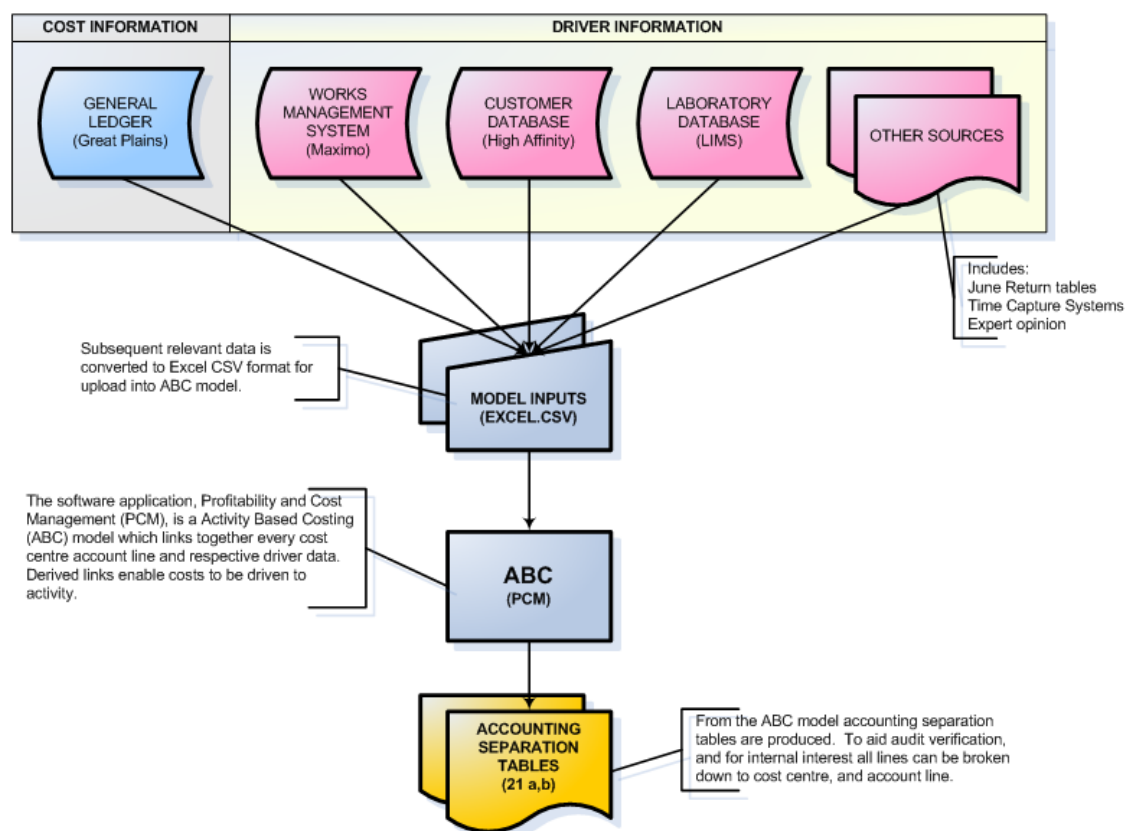 COST INFORMATION
DRIVER INFORMATION
GENERAL
LEDGER
(Great Plains)
WORKS
MANAGEMENT
SYSTEM
(Maximo)
CUSTOMER
DATABASE
(High Affinity)
LABORATORY
DATABASE
(LIMS)
OTHER SOURCES
Includes:
June Return tables
Time Capture Systems
Expert opinion
Subsequent relevant data is
converted to Excel CSV format for
upload into ABC model.
MODEL INPUTS
(EXCEL.CSV)
The software application, Profitability and Cost
Management (PCM), is a Activity Based Costing
(ABC) model which links together every cost
centre account line and respective driver data.
Derived links enable costs to be driven to
activity.
ABC
(PCM)
ACCOUNTING
SEPARATION
TABLES
(21 a,b)
From the ABC model accounting separation
tables are produced.  To aid audit verification,
and for internal interest all lines can be broken
down to cost centre, and account line.